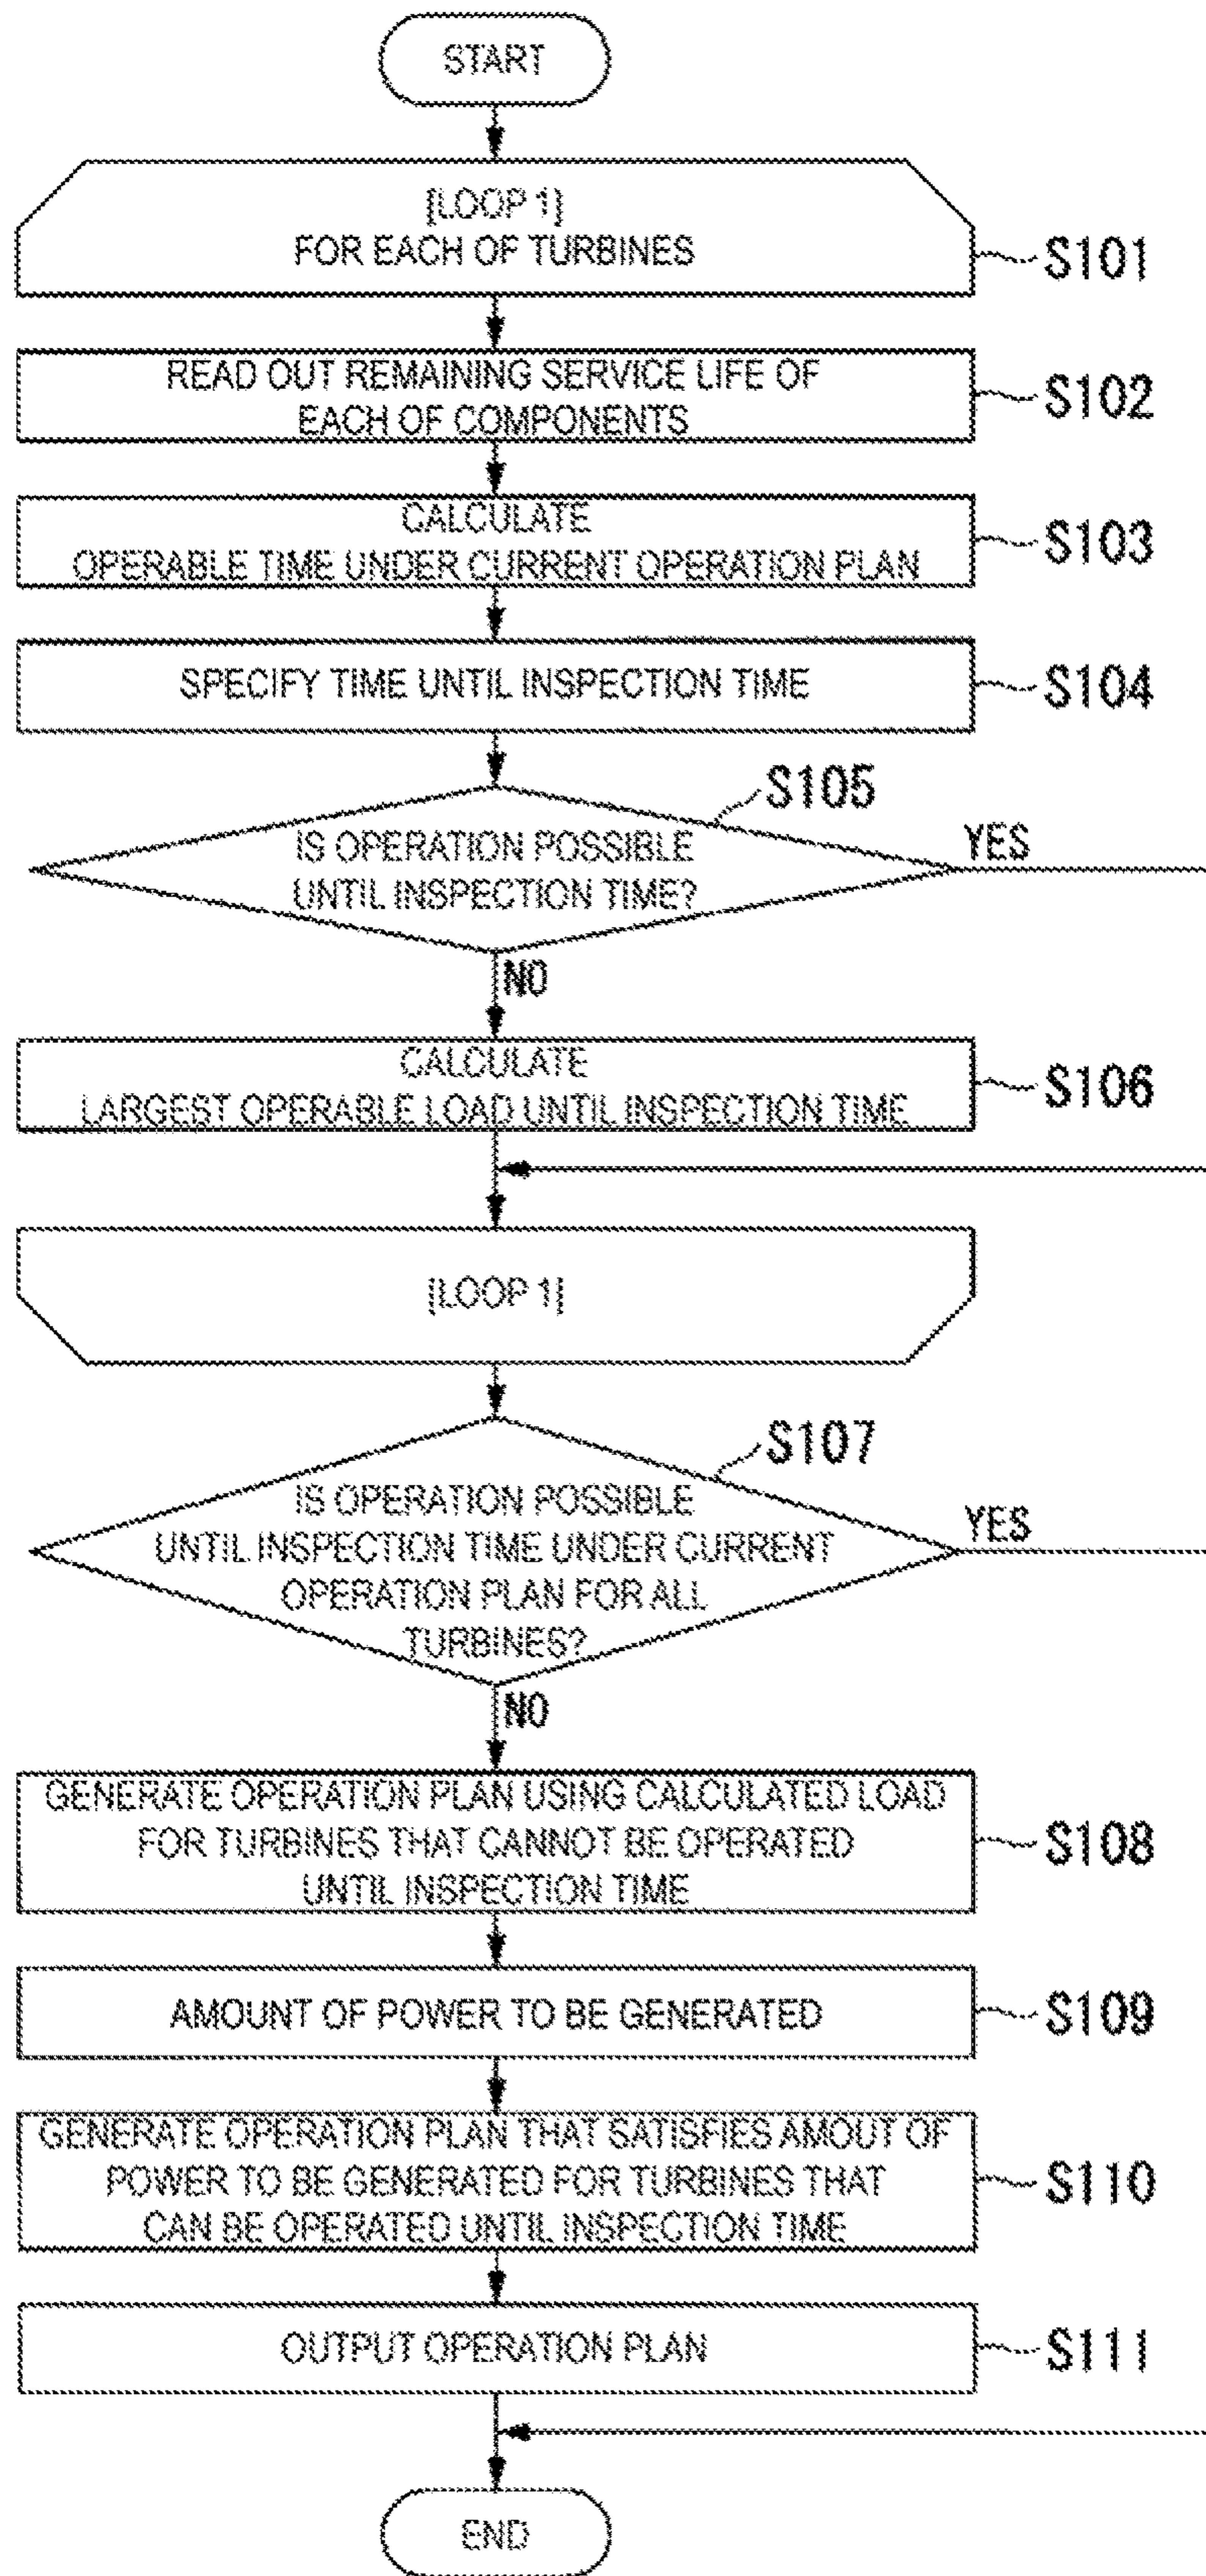 START
[LOOP 1]
FOR EACH OF TURBINES
S101
READ OUT REMAINING SERVICE LIFE OF
EACH OF COMPONENTS
S102
CALCULATE
OPERABLE TIME UNDER CURRENT OPERATION PLAN
S103
SPECIFY TIME UNTIL INSPECTION TIME
S104
S105
IS OPERATION POSSIBLE
UNTIL INSPECTION TIME?
YES
NO
CALCULATE
LARGEST OPERABLE LOAD UNTIL INSPECTION TIME
S106
[LOOP 1]
S107
IS OPERATION POSSIBLE
UNTIL INSPECTION TIME UNDER CURRENT
OPERATION PLAN FOR ALL
TURBINES?
YES
NO
GENERATE OPERATION PLAN USING CALCULATED LOAD
FOR TURBINES THAT CANNOT BE OPERATED
UNTIL INSPECTION TIME
S108
AMOUNT OF POWER TO BE GENERATED
S109
GENERATE OPERATION PLAN THAT SATISFIES AMOUT OF
POWER TO BE GENERATED FOR TURBINES THAT
CAN BE OPERATED UNTIL INSPECTION TIME
S110
OUTPUT OPERATION PLAN
S111
END